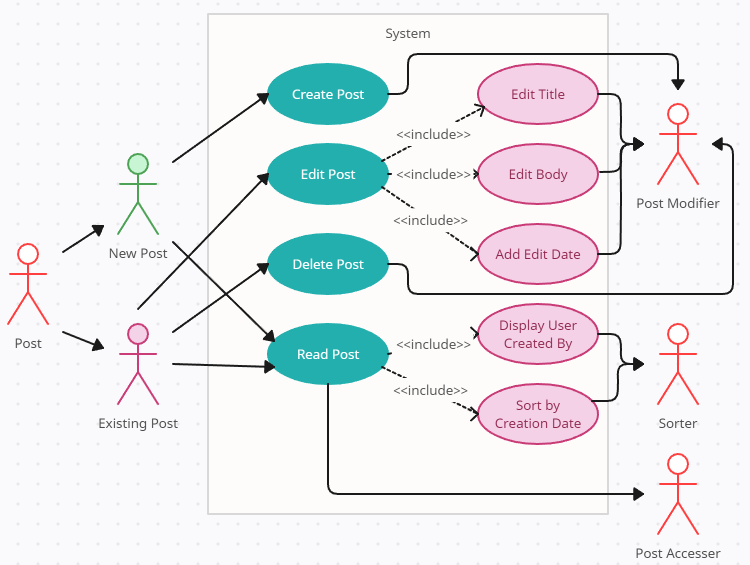 System
Create Post
Edit Title
<<include>>
Edit Post
<<include>>
Edit Body
Post Modifier
<<include>>
New Post
Delete Post
Add Edit Date
Post
Display User
Created By
<<include>>
Read Post
<<include>>
Sort by
Creation Date
Existing Post
Sorter
Post Accesser